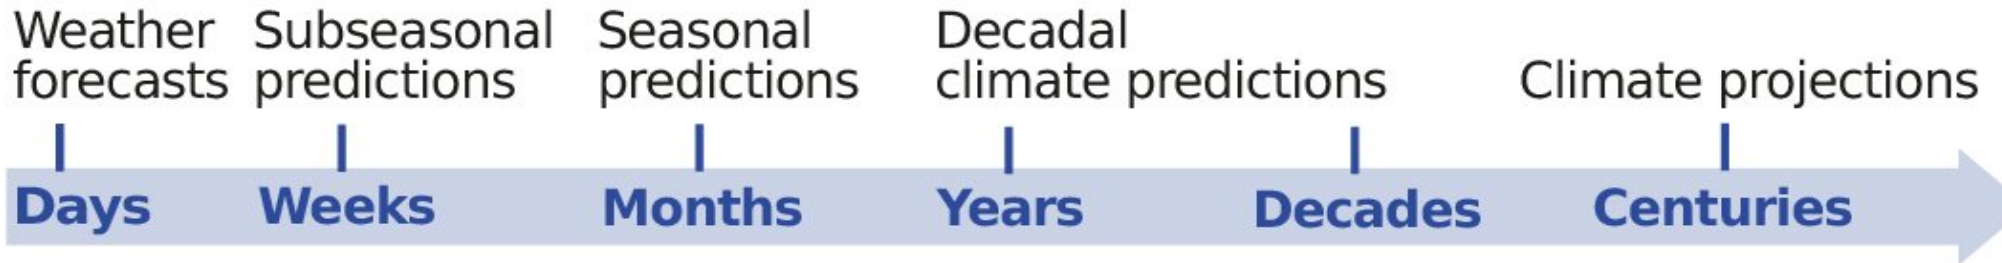 Weather forecasts
Subseasonal predictions
Seasonal predictions
Decadal climate predictions
Climate projections
Days
Weeks
Months
Years
Decades
Centuries